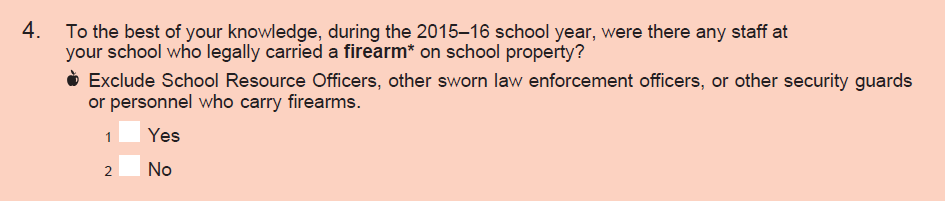 4. To the best of your knowledge, during the 2015–16 school year, were there any staff at
your school who legally carried a firearm* on school property?
Exclude School Resource Officers, other sworn law enforcement officers, or other security guards
or personnel who carry firearms.
1 Yes
2 No